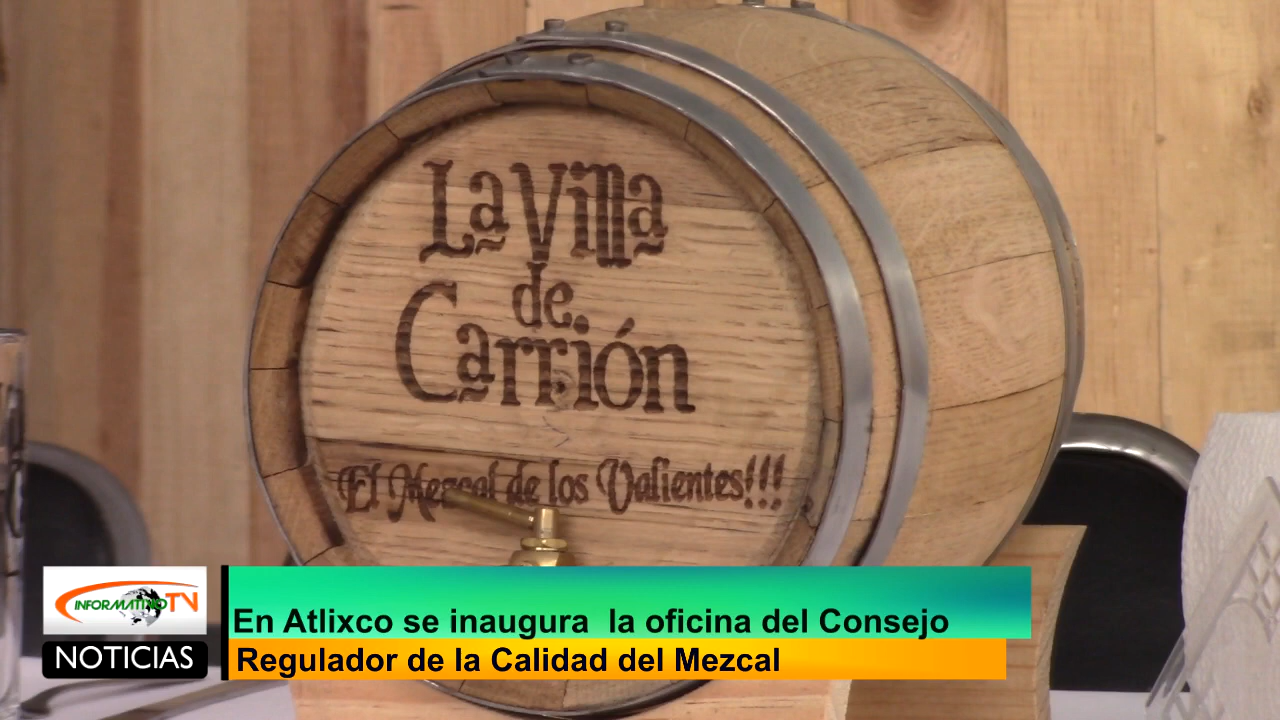 La Villa
de
Carrión
El Mezcal de los Valientes!!!
INFORMATIVO TV
NOTICIAS
En Atlixco se inaugura la oficina del Consejo
Regulador de la Calidad del Mezcal